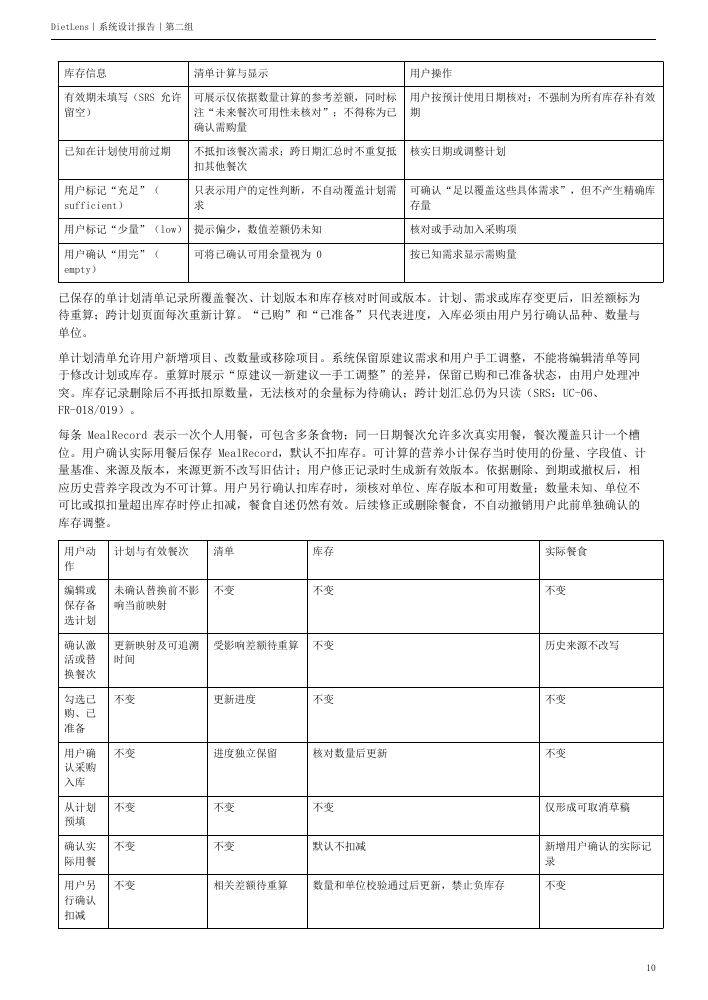 DietLens｜系统设计报告｜第二组
库存信息 清单计算与显示 用户操作
有效期未填写（SRS 允许 可展示仅依据数量计算的参考差额，同时标 用户按预计使用日期核对；不强制为所有库存补有效
留空） 注“未来餐次可用性未核对”；不得称为已 期
确认需购量
已知在计划使用前过期 不抵扣该餐次需求；跨日期汇总时不重复抵 核实日期或调整计划
扣其他餐次
用户标记“充足”（ 只表示用户的定性判断，不自动覆盖计划需 可确认“足以覆盖这些具体需求”，但不产生精确库
sufficient） 求 存量
用户标记“少量”（low） 提示偏少，数值差额仍未知 核对或手动加入采购项
用户确认“用完”（ 可将已确认可用余量视为 0 按已知需求显示需购量
empty）
已保存的单计划清单记录所覆盖餐次、计划版本和库存核对时间或版本。计划、需求或库存变更后，旧差额标为
待重算；跨计划页面每次重新计算。“已购”和“已准备”只代表进度，入库必须由用户另行确认品种、数量与
单位。
单计划清单允许用户新增项目、改数量或移除项目。系统保留原建议需求和用户手工调整，不能将编辑清单等同
于修改计划或库存。重算时展示“原建议—新建议—手工调整”的差异，保留已购和已准备状态，由用户处理冲
突。库存记录删除后不再抵扣原数量，无法核对的余量标为待确认；跨计划汇总仍为只读（SRS：UC-06、
FR-018/019）。
每条 MealRecord 表示一次个人用餐，可包含多条食物；同一日期餐次允许多次真实用餐，餐次覆盖只计一个槽
位。用户确认实际用餐后保存 MealRecord，默认不扣库存。可计算的营养小计保存当时使用的份量、字段值、计
量基准、来源及版本，来源更新不改写旧估计；用户修正记录时生成新有效版本。依据删除、到期或撤权后，相
应历史营养字段改为不可计算。用户另行确认扣库存时，须核对单位、库存版本和可用数量；数量未知、单位不
可比或拟扣量超出库存时停止扣减，餐食自述仍然有效。后续修正或删除餐食，不自动撤销用户此前单独确认的
库存调整。
用户动 计划与有效餐次 清单 库存 实际餐食
作
编辑或 未确认替换前不影 不变 不变 不变
保存备 响当前映射
选计划
确认激 更新映射及可追溯 受影响差额待重算 不变 历史来源不改写
活或替 时间
换餐次
勾选已 不变 更新进度 不变 不变
购、已
准备
用户确 不变 进度独立保留 核对数量后更新 不变
认采购
入库
从计划 不变 不变 不变 仅形成可取消草稿
预填
确认实 不变 不变 默认不扣减 新增用户确认的实际记
际用餐 录
用户另 不变 相关差额待重算 数量和单位校验通过后更新，禁止负库存 不变
行确认
扣减
10